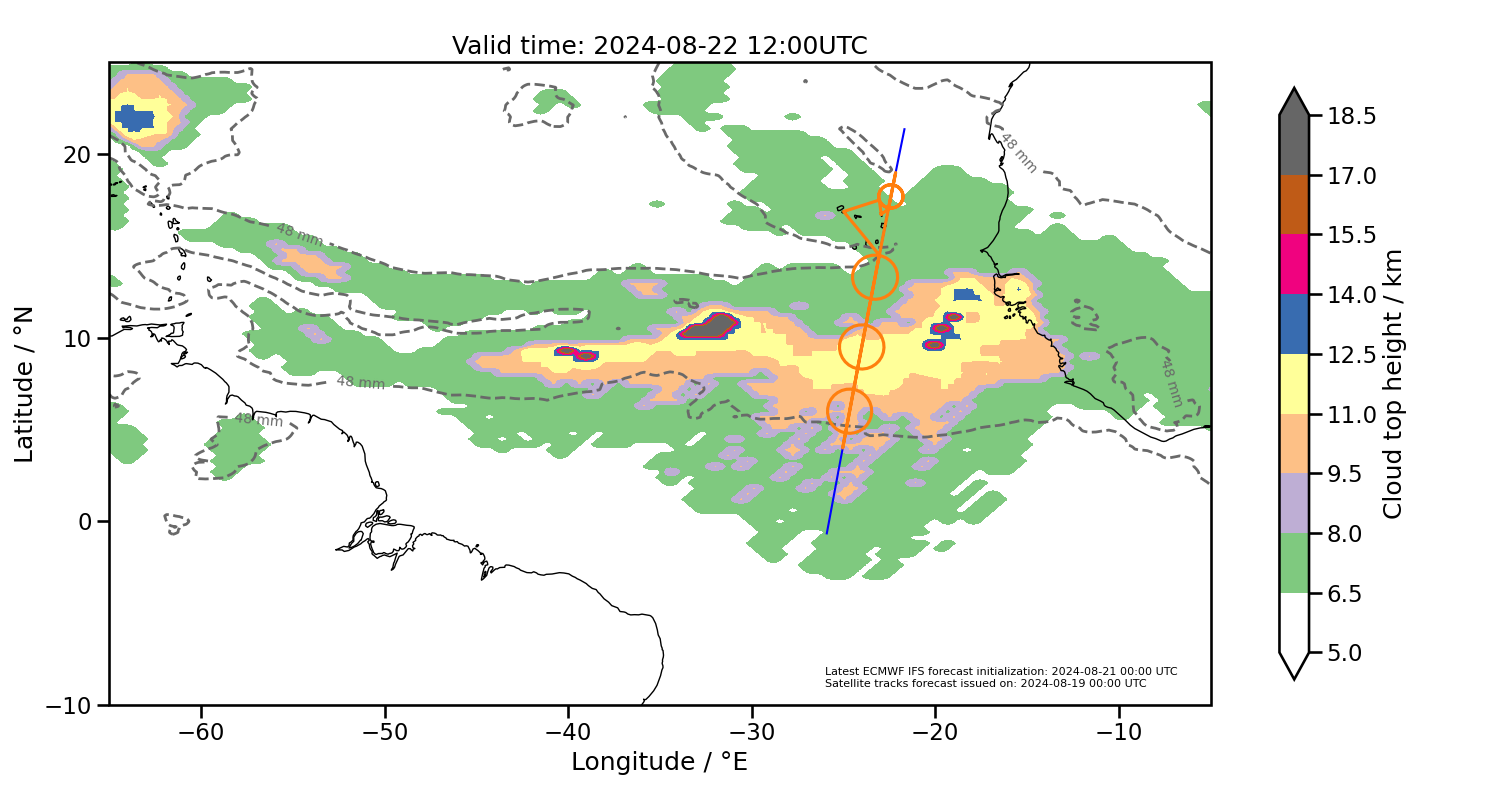 Valid time: 2024-08-22 12:00UTC
Latitude / °N
20
10
0
−10
−60
−50
−40
−30
−20
−10
Longitude / °E
48 mm
48 mm
48 mm
48 mm
48 mm
Latest ECMWF IFS forecast initialization: 2024-08-21 00:00 UTC
Satellite tracks forecast issued on: 2024-08-19 00:00 UTC
18.5
17.0
15.5
14.0
12.5
11.0
9.5
8.0
6.5
5.0
Cloud top height / km